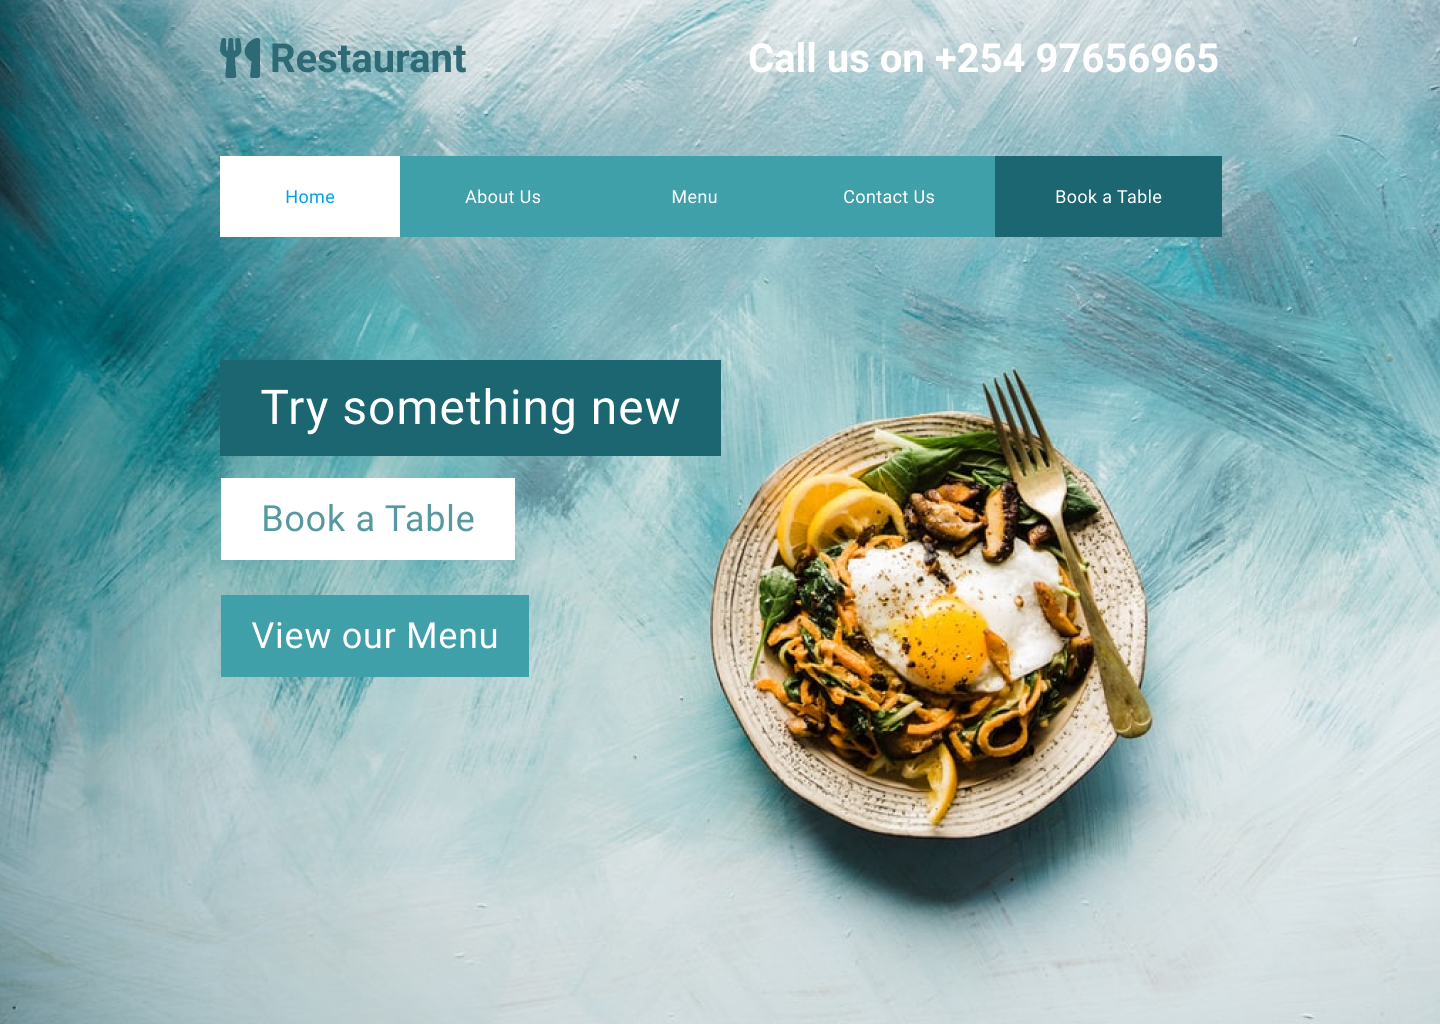 Restaurant
Call us on +254 97656965
Home
About Us
Menu
Contact Us
Book a Table
Try something new
Book a Table
View our Menu